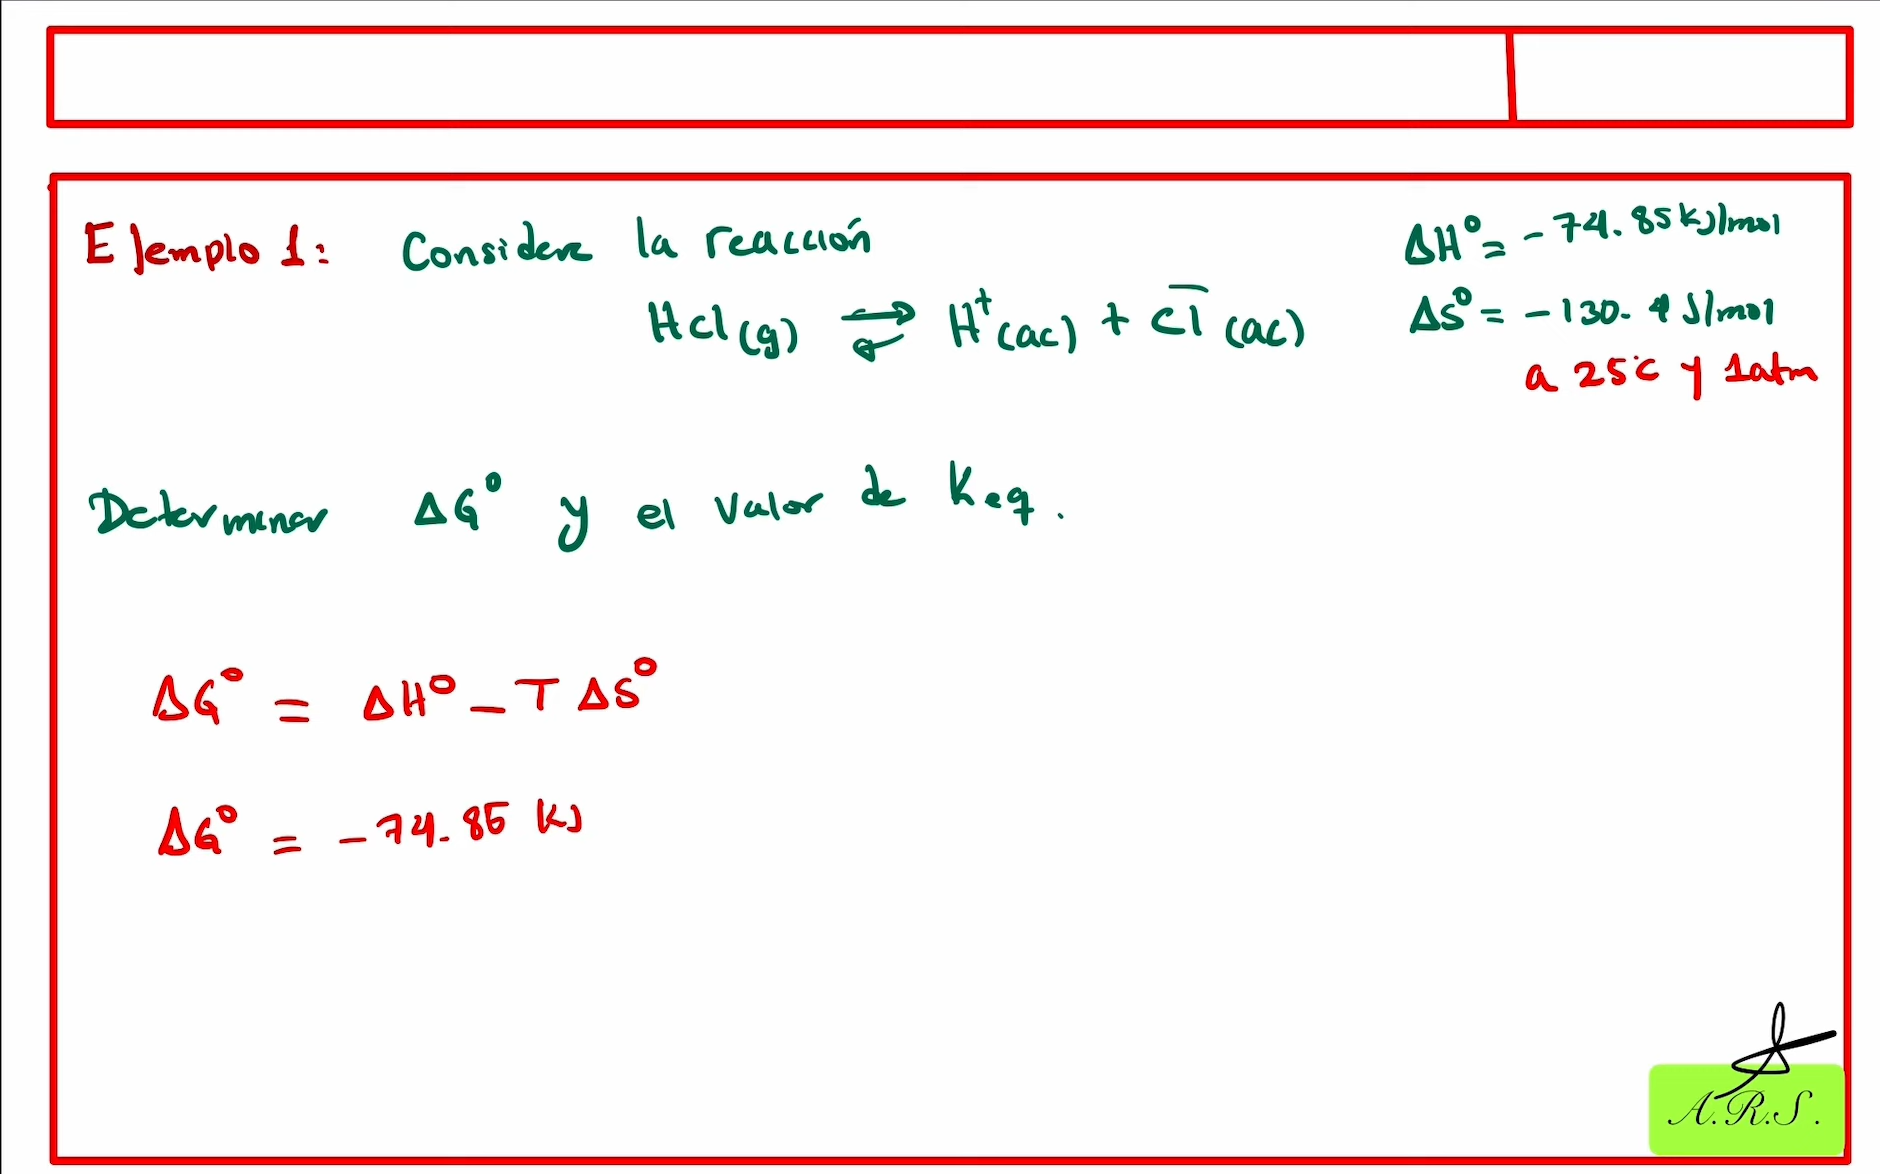 Ejemplo 1: Considere la reacción
ΔH° = -74.85 kJ/mol
HCl(g) ⇌ H⁺(ac) + Cl⁻(ac)
ΔS° = -130.4 J/mol
a 25°C y 1atm
Determinar ΔG° y el valor de Keq.
ΔG° = ΔH° - T ΔS°
ΔG° = -74.85 kJ
A.R.S.